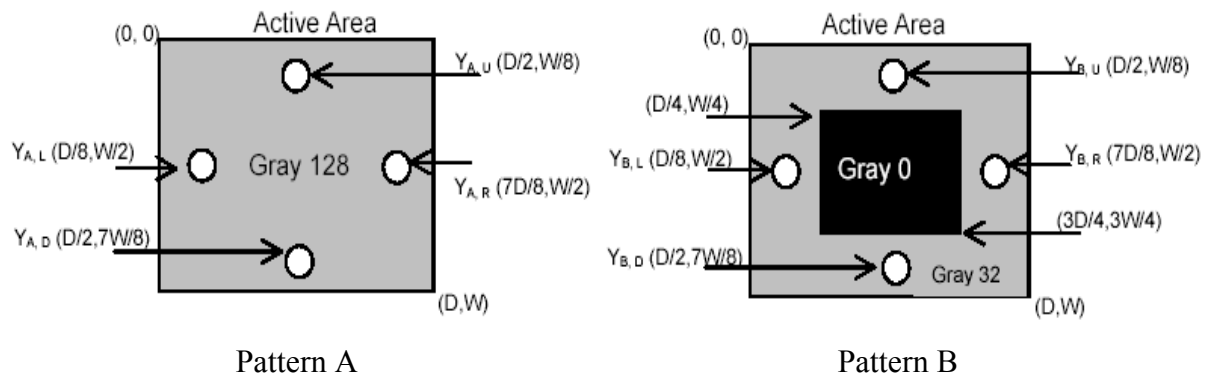 Active Area
(0, 0)
YA, U (D/2,W/8)
YA, L (D/8,W/2)
Gray 128
YA, R (7D/8,W/2)
YA, D (D/2,7W/8)
(D,W)
Pattern A
Active Area
(0, 0)
YB, U (D/2,W/8)
(D/4,W/4)
YB, L (D/8,W/2)
Gray 0
YB, R (7D/8,W/2)
(3D/4,3W/4)
YB, D (D/2,7W/8)
Gray 32
(D,W)
Pattern B